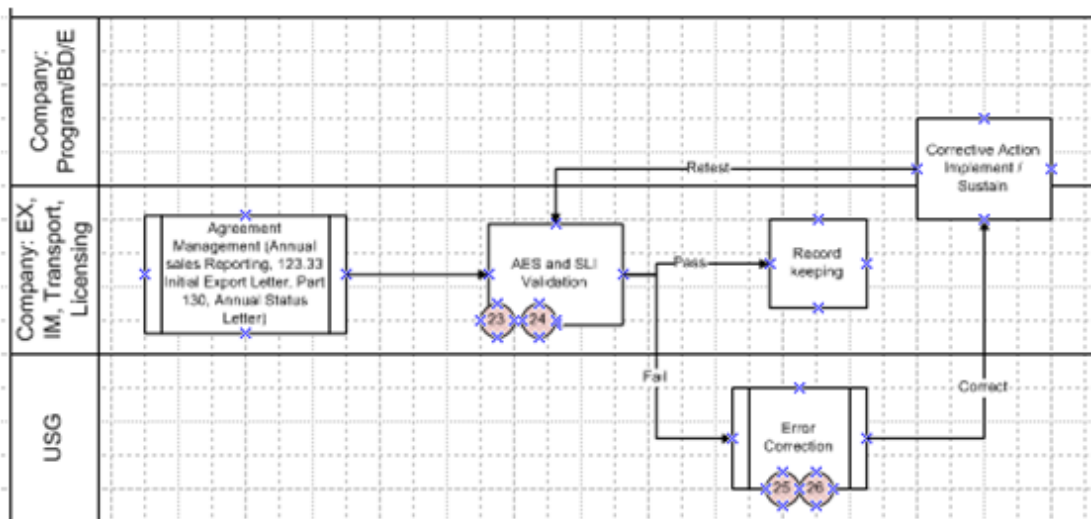 Company:
Program/BD/E
Corrective Action
Implement /
Sustain
Retest
Company: EX,
IM, Transport,
Licensing
Agreement
Management (Annual
sales Reporting, 123.33
Initial Export Letter. Part
130, Annual Status
Letter)
AES and SLI
Validation
23
24
Pass
Record
keeping
Fail
Correct
USG
Error
Correction
25
26